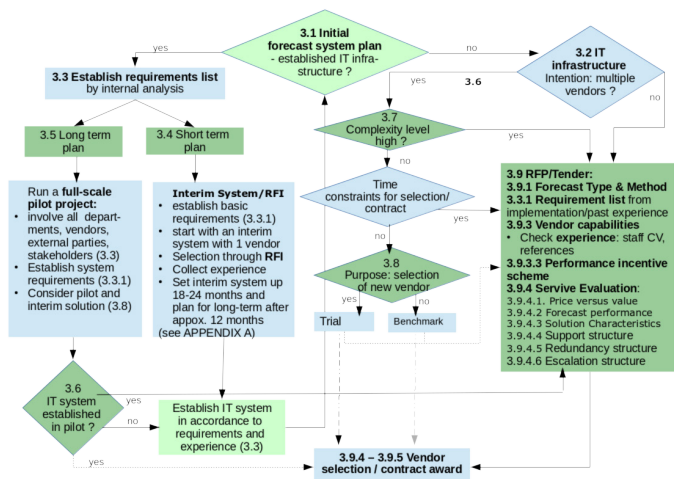 3.1 Initial
forecast system plan
- established IT infra-
structure ?
yes
no
3.2 IT
infrastructure
Intention: multiple
vendors ?
3.3 Establish requirements list
by internal analysis
yes
3.6
no
3.5 Long term
plan
3.4 Short term
plan
3.7
Complexity level
high ?
yes
no
Run a full-scale
pilot project:
• involve all depart-
ments, vendors,
external parties,
stakeholders (3.3)
• Establish system
requirements (3.3.1)
• Consider pilot and
interim solution (3.8)
Interim System/RFI
• establish basic
requirements (3.3.1)
• start with an interim
system with 1 vendor
• Selection through RFI
• Collect experience
• Set interim system up
18-24 months and
plan for long-term after
appox. 12 months
(see APPENDIX A)
Time
constraints for selection/
contract
yes
no
3.8
Purpose: selection
of new vendor
yes
no
Trial
Benchmark
3.9 RFP/Tender:
3.9.1 Forecast Type & Method
3.3.1 Requirement list from
implementation/past experience
3.9.3 Vendor capabilities
• Check experience: staff CV,
references
3.9.3.3 Performance incentive
scheme
3.9.4 Servive Evaluation:
3.9.4.1. Price versus value
3.9.4.2 Forecast performance
3.9.4.3 Solution Characteristics
3.9.4.4 Support structure
3.9.4.5 Redundancy structure
3.9.4.6 Escalation structure
3.6
IT system
established
in pilot ?
yes
no
yes
Establish IT system
in accordance to
requirements and
experience (3.3)
3.9.4 – 3.9.5 Vendor
selection / contract award